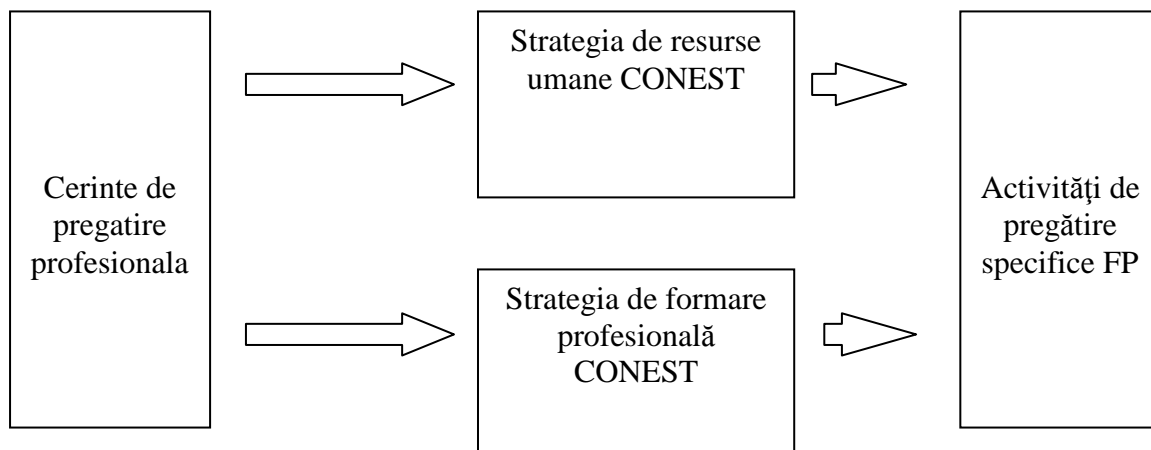 Cerinte de
pregatire
profesionala
Strategia de resurse
umane CONEST
Strategia de formare
profesională
CONEST
Activităţi de
pregătire
specifice FP